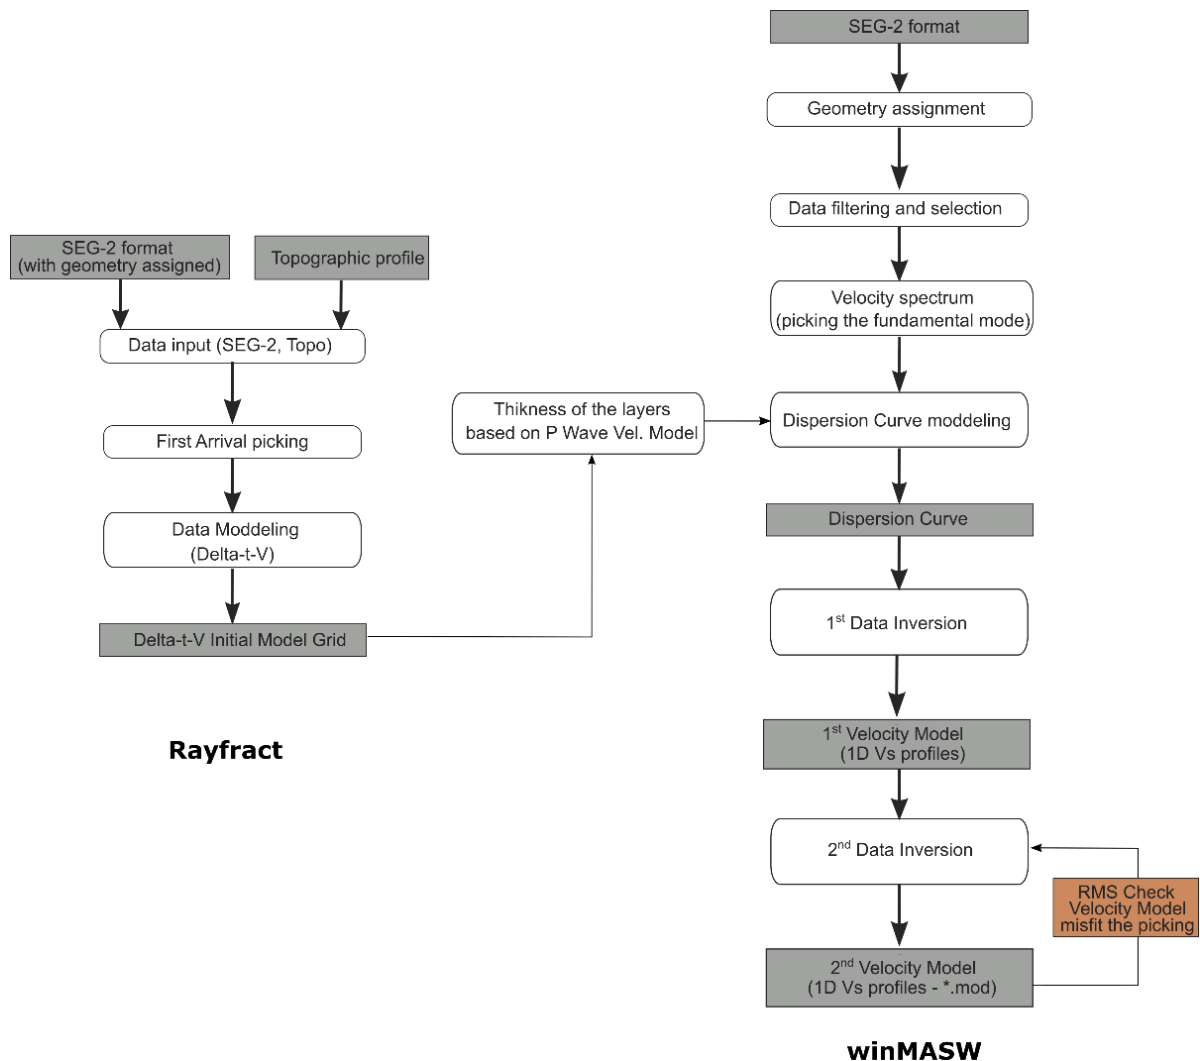 SEG-2 format
(with geometry assigned)
Topographic profile
Data input (SEG-2, Topo)
First Arrival picking
Data Moddeling
(Delta-t-V)
Delta-t-V Initial Model Grid
Rayfract
Thikness of the layers
based on P Wave Vel. Model
SEG-2 format
Geometry assignment
Data filtering and selection
Velocity spectrum
(picking the fundamental mode)
Dispersion Curve moddeling
Dispersion Curve
1st Data Inversion
1st Velocity Model
(1D Vs profiles)
2nd Data Inversion
RMS Check
Velocity Model
misfit the picking
2nd Velocity Model
(1D Vs profiles - *.mod)
winMASW